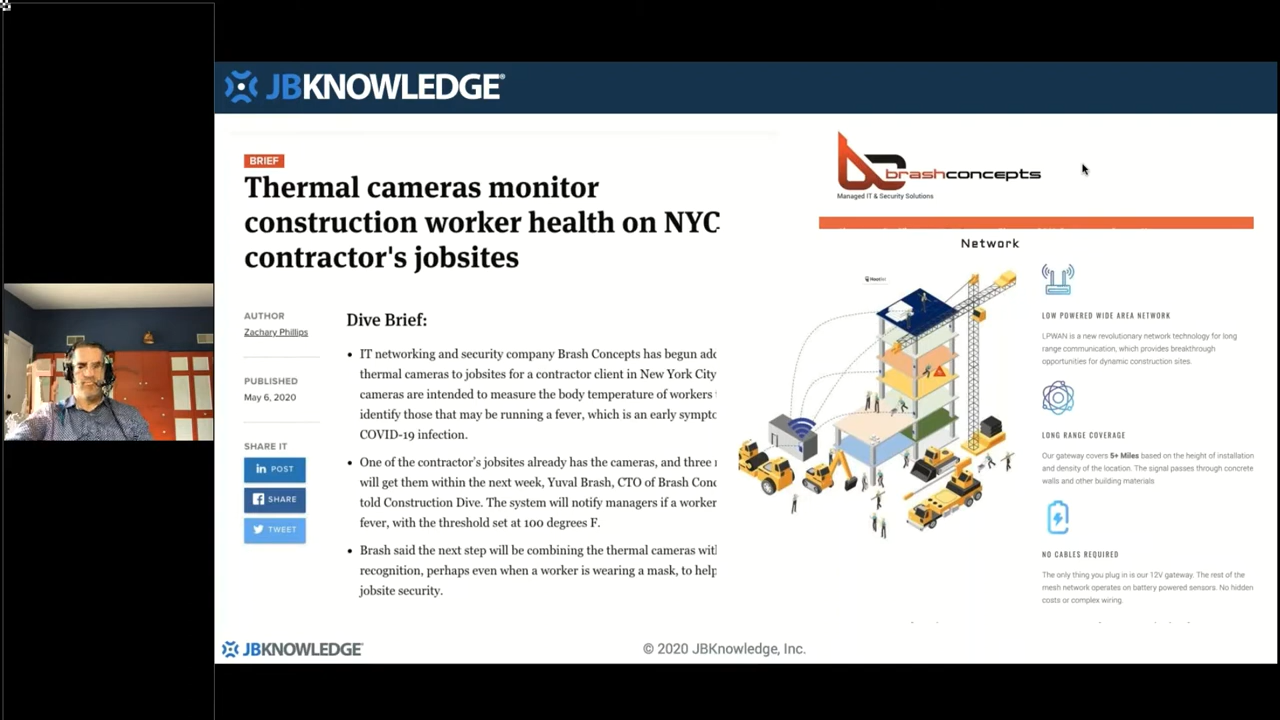 JBKNOWLEDGE®
BRIEF
Thermal cameras monitor
construction worker health on NYC
contractor's jobsites
AUTHOR
Zachary Phillips
PUBLISHED
May 6, 2020
SHARE IT
in POST
SHARE
TWEET
Dive Brief:
• IT networking and security company Brash Concepts has begun
thermal cameras to jobsites for a contractor client in New York City
cameras are intended to measure the body temperature of workers
identify those that may be running a fever, which is an early
COVID-19 infection.
• One of the contractor's jobsites already has the cameras, and three
will get them within the next week, Yuval Brash, CTO of Brash
told Construction Dive. The system will notify managers if a worker
fever, with the threshold set at 100 degrees F.
• Brash said the next step will be combining the thermal cameras
recognition, perhaps even when a worker is wearing a mask, to help
jobsite security.
brashconcepts
Managed IT & Security Solutions
Network
LOW POWERED WIDE AREA NETWORK
LPWAN is a new revolutionary network technology for long
range communication, which provides breakthrough
opportunities for dynamic construction sites.
LONG RANGE COVERAGE
Our gateway covers 5+ Miles based on the height of installation
and density of the location. The signal passes through concrete
walls and other building materials
NO CABLES REQUIRED
The only thing you plug in is our 12V gateway. The rest of the
mesh network operates on battery powered sensors. No hidden
costs or complex wiring.
JBKNOWLEDGE
© 2020 JBKnowledge, Inc.